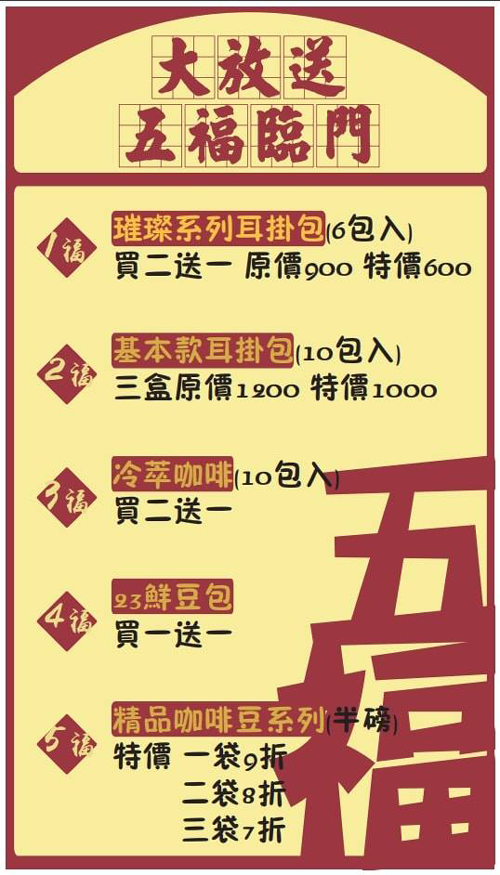 大放送
五福臨門
1福
璀璨系列耳掛包(6包入)
買二送一 原價900 特價600
2福
基本款耳掛包(10包入)
三盒原價1200 特價1000
3福
冷萃咖啡(10包入)
買二送一
4福
23鮮豆包
買一送一
5福
精品咖啡豆系列(半磅)
特價 一袋9折
二袋8折
三袋7折
五福